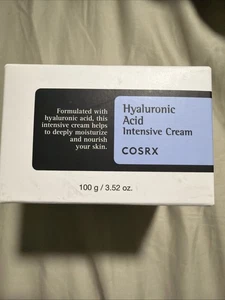 Formulated with
hyaluronic acid, this
intensive cream helps
to deeply moisturize
and nourish
your skin.
Hyaluronic
Acid
Intensive Cream
COSRX
100 g / 3.52 oz.